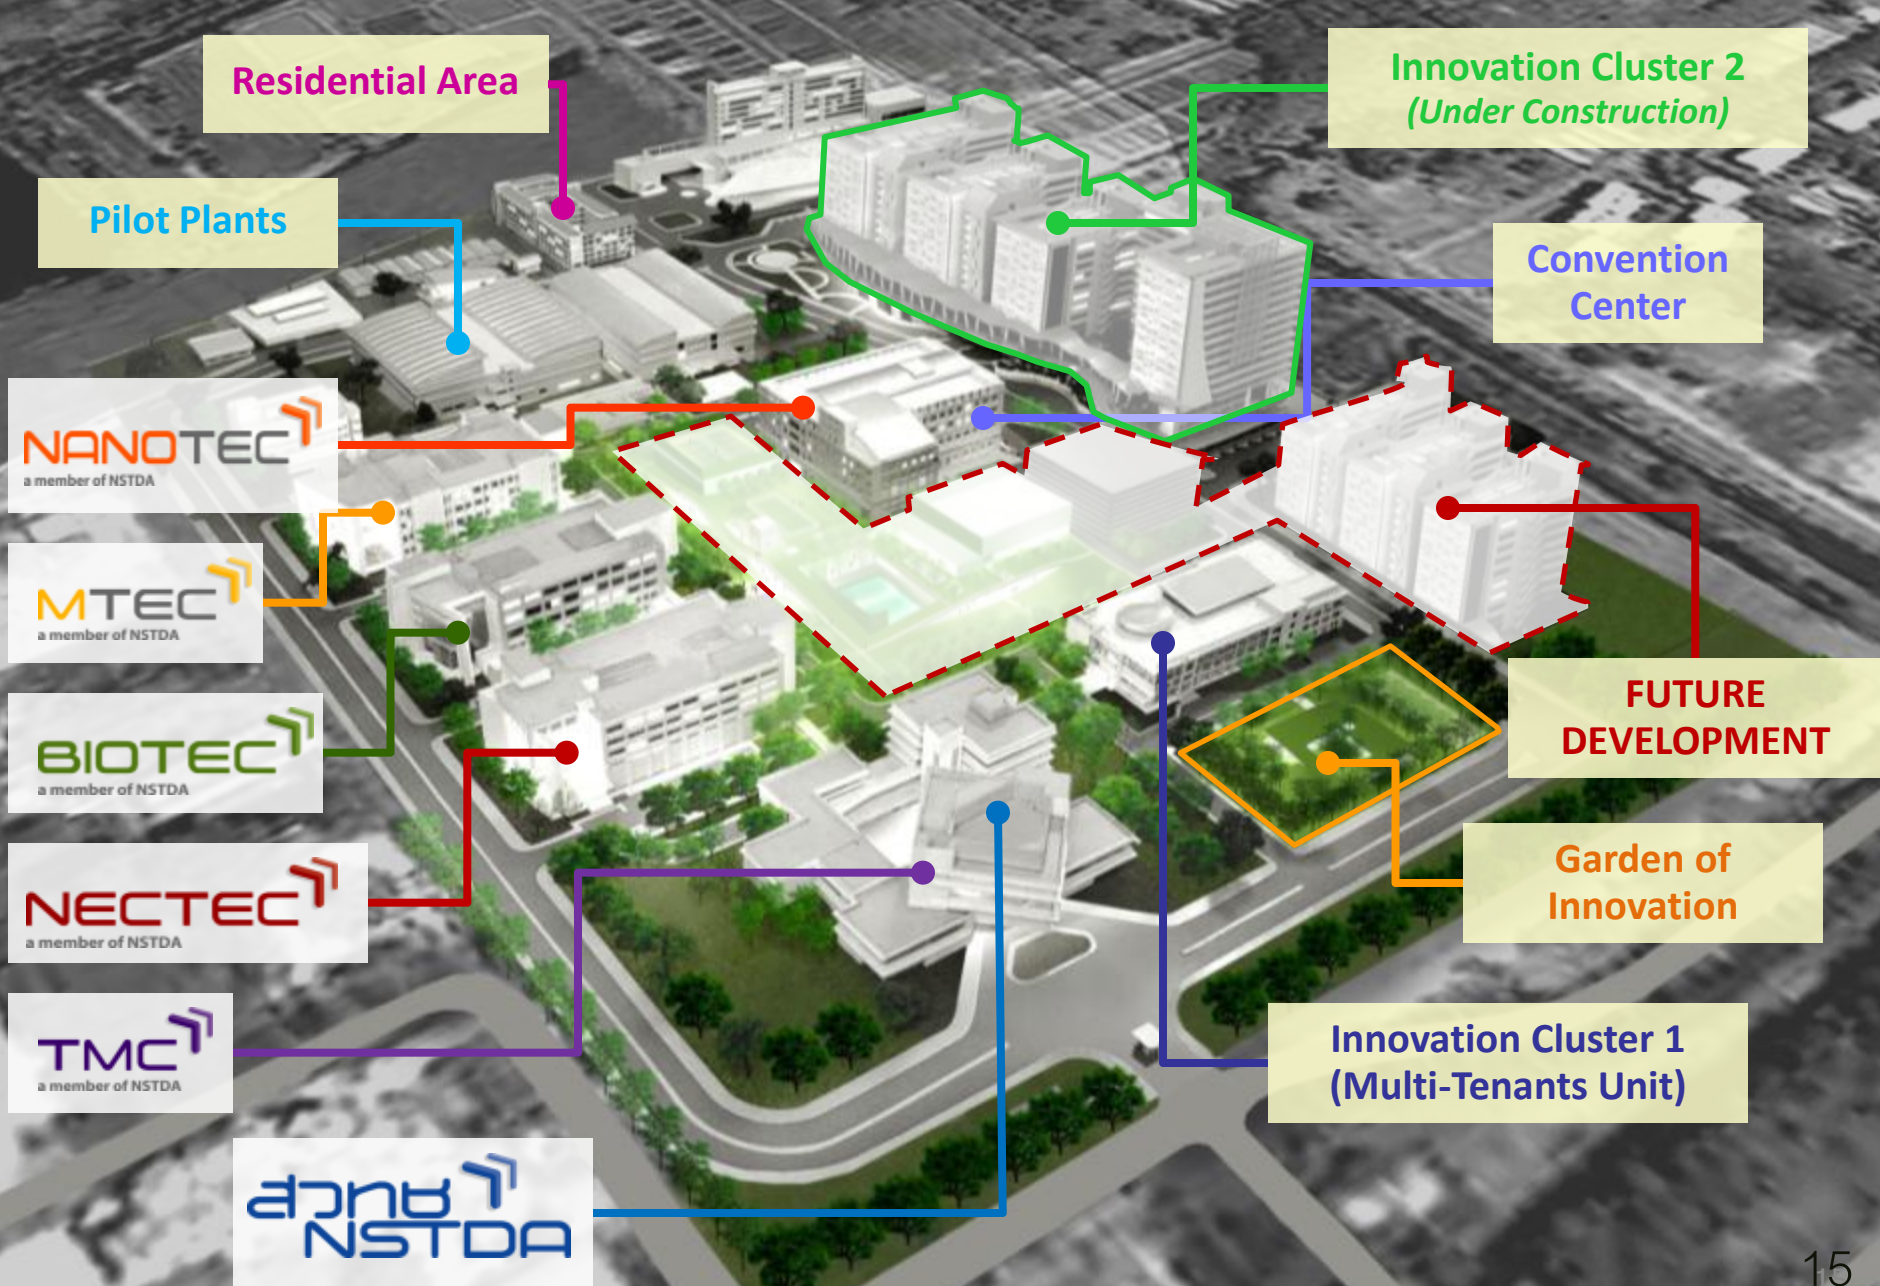 Residential Area
Innovation Cluster 2
(Under Construction)
Pilot Plants
Convention
Center
NANOTEC
a member of NSTDA
MTEC
a member of NSTDA
BIOTEC
a member of NSTDA
FUTURE
DEVELOPMENT
Garden of
Innovation
NECTEC
a member of NSTDA
TMC
a member of NSTDA
Innovation Cluster 1
(Multi-Tenants Unit)
สวทช
NSTDA
15